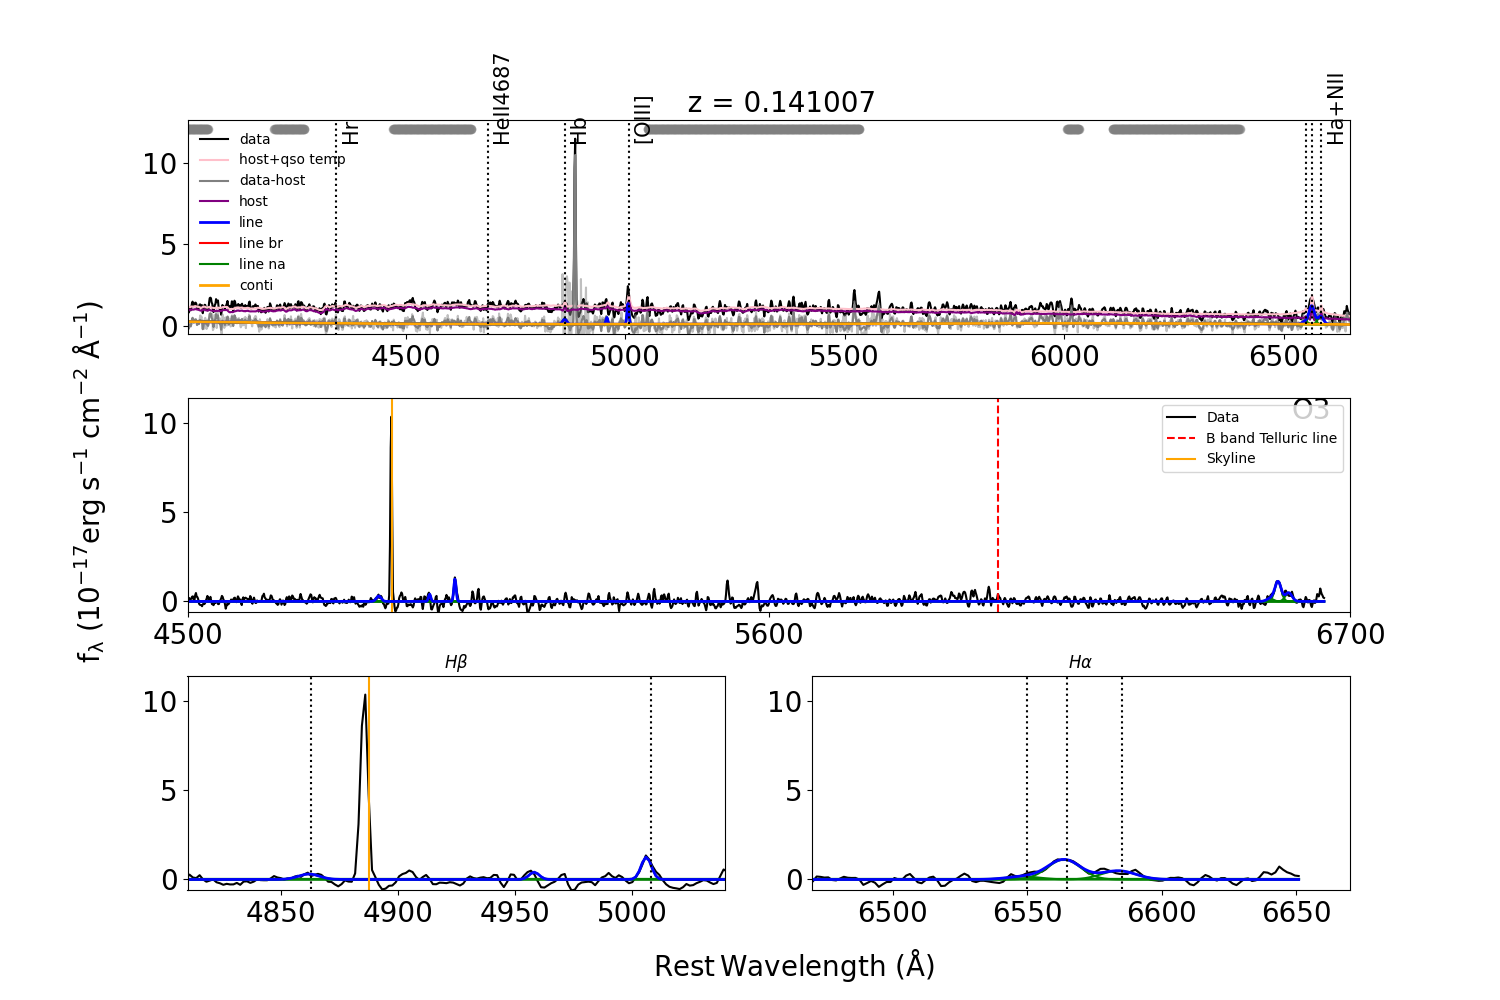 z = 0.141007
Hr
HeII4687
Hb
[OIII]
Ha+NII
data
host+qso temp
data-host
host
line
line br
line na
conti
10
5
0
4500
5000
5500
6000
6500
fλ (10⁻¹⁷erg s⁻¹ cm⁻² Å⁻¹)
O3
Data
B band Telluric line
Skyline
10
5
0
4500
5600
6700
Hβ
10
5
0
4850
4900
4950
5000
Hα
10
5
0
6500
6550
6600
6650
Rest Wavelength (Å)